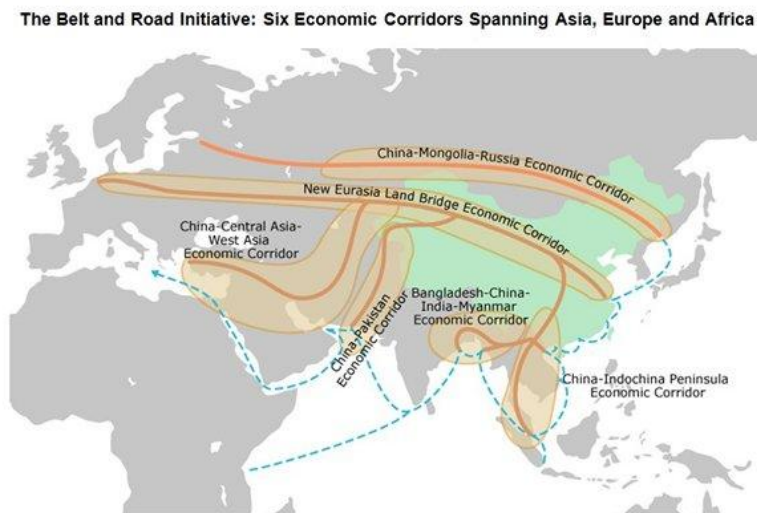 The Belt and Road Initiative: Six Economic Corridors Spanning Asia, Europe and Africa
China-Mongolia-Russia Economic Corridor
New Eurasia Land Bridge Economic Corridor
China-Central Asia-
West Asia
Economic Corridor
China-Pakistan
Economic Corridor
Bangladesh-China-
India-Myanmar
Economic Corridor
China-Indochina Peninsula
Economic Corridor